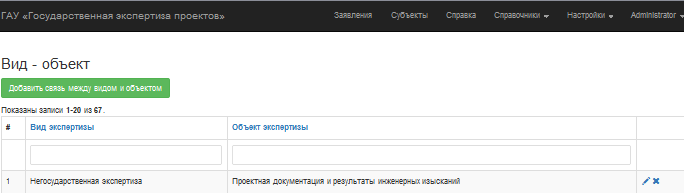 ГАУ «Государственная экспертиза проектов» Заявления Субъекты Справка Справочники Настройки Administrator
Вид - объект
Добавить связь между видом и объектом
Показаны записи 1-20 из 67.
# Вид экспертизы Объект экспертизы
1 Негосударственная экспертиза Проектная документация и результаты инженерных изысканий